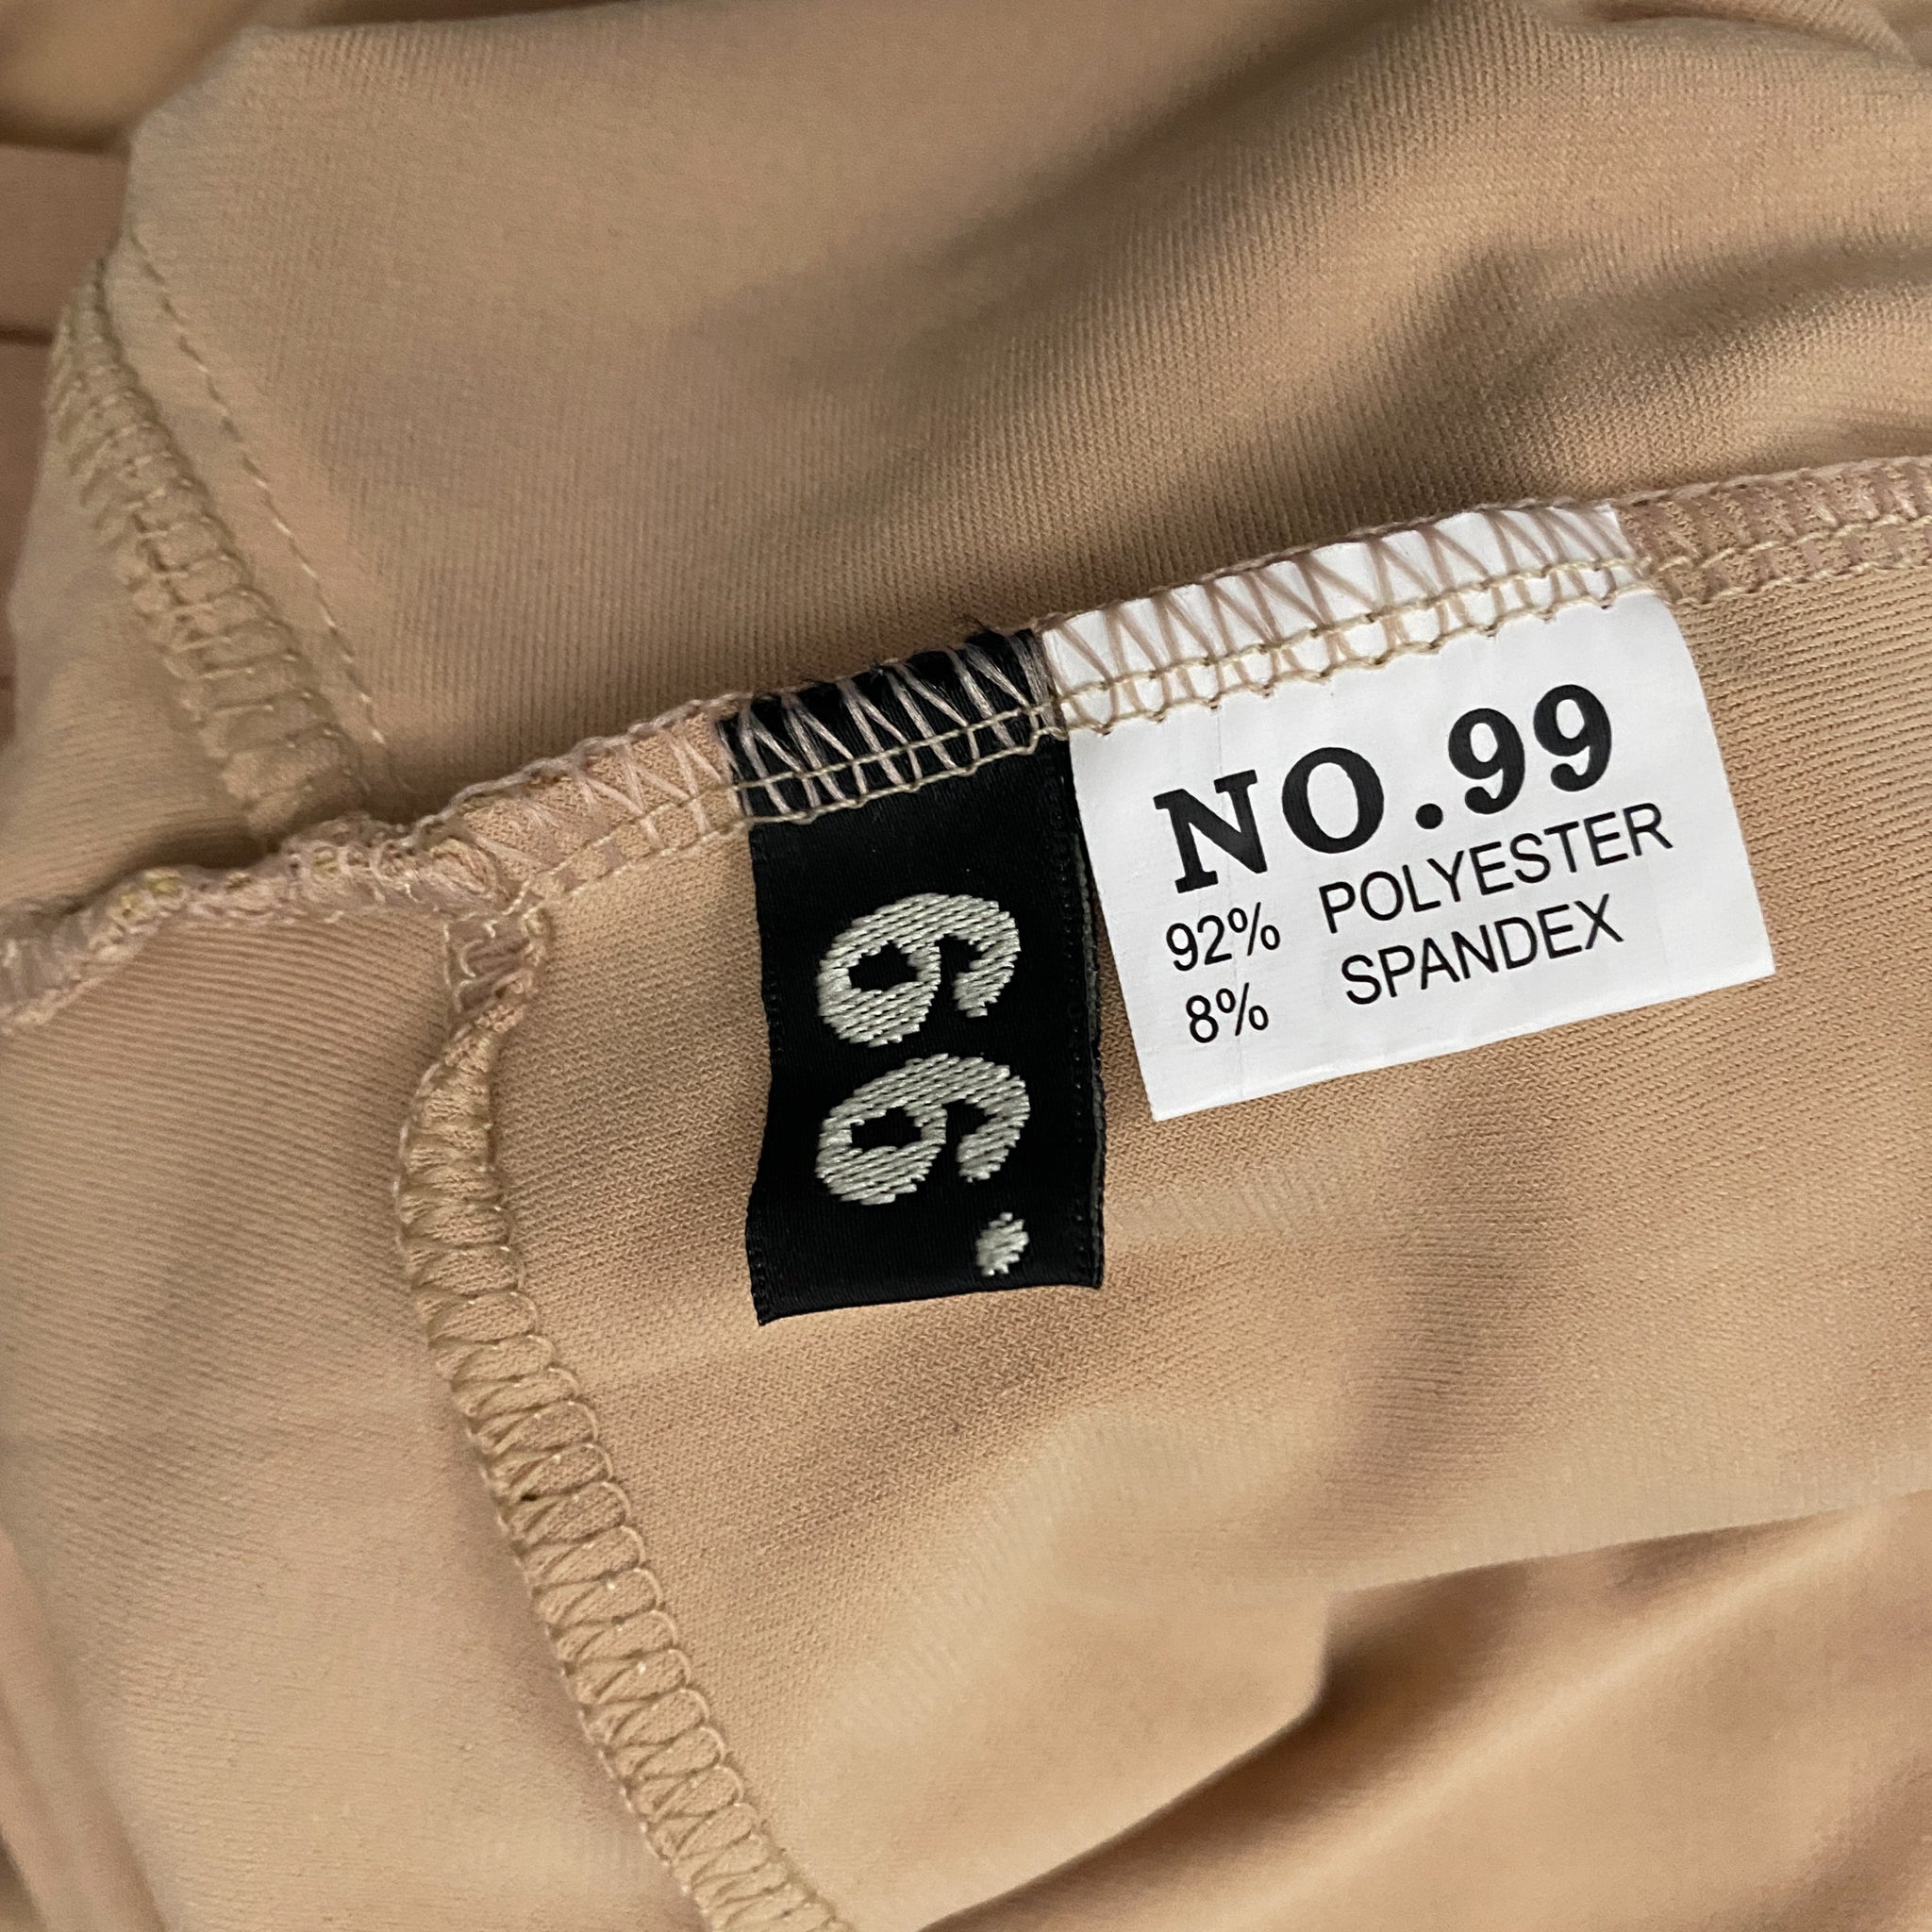 .99
NO.99
92% POLYESTER
8% SPANDEX